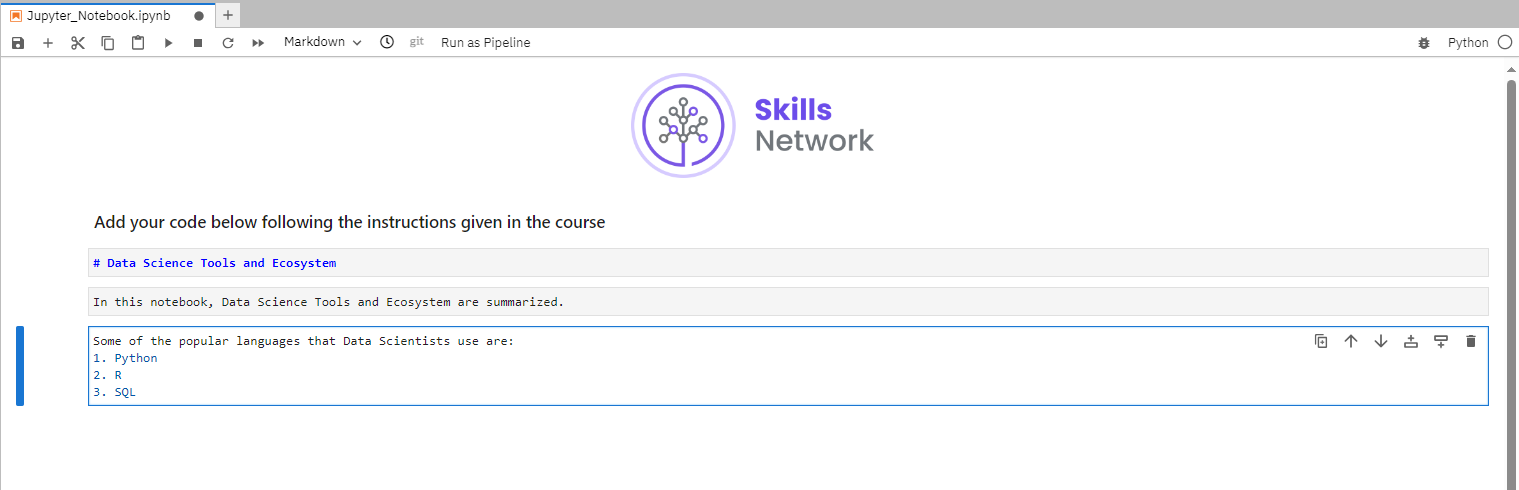 Jupyter_Notebook.ipynb
Markdown git Run as Pipeline Python
Skills
Network
Add your code below following the instructions given in the course
# Data Science Tools and Ecosystem
In this notebook, Data Science Tools and Ecosystem are summarized.
Some of the popular languages that Data Scientists use are:
1. Python
2. R
3. SQL